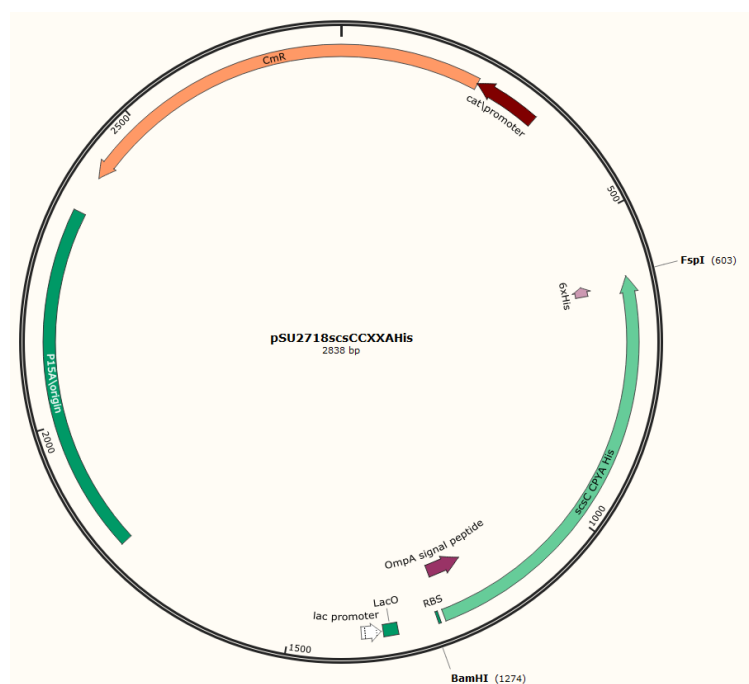 CmR
cat\promoter
2500
500
FspI (603)
6xHis
pSU2718scsCCXXAHis
2838 bp
P15A\origin
2000
scsC CPYA His
1000
OmpA signal peptide
RBS
LacO
lac promoter
1500
BamHI (1274)